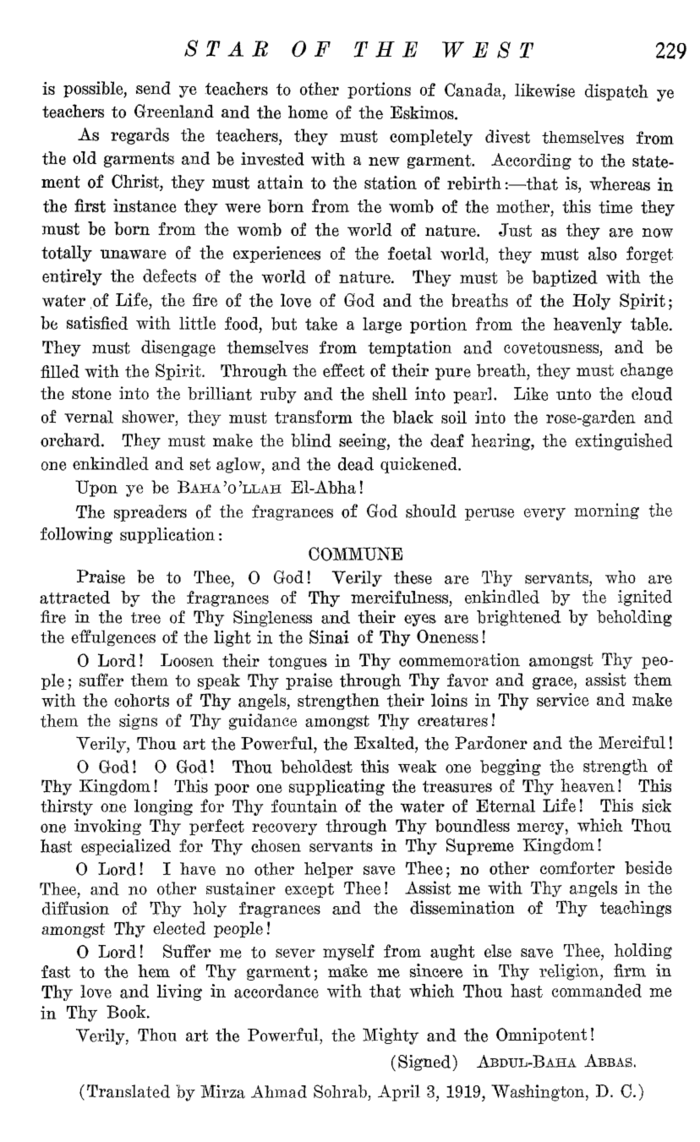 STAR OF THE WEST 229
is possible, send ye teachers to other portions of Canada, likewise dispatch ye
teachers to Greenland and the home of the Eskimos.
As regards the teachers, they must completely divest themselves from
the old garments and be invested with a new garment. According to the state-
ment of Christ, they must attain to the station of rebirth:—that is, whereas in
the first instance they were born from the womb of the mother, this time they
must be born from the womb of the world of nature. Just as they are now
totally unaware of the experiences of the foetal world, they must also forget
entirely the defects of the world of nature. They must be baptized with the
water of Life, the fire of the love of God and the breaths of the Holy Spirit;
be satisfied with little food, but take a large portion from the heavenly table.
They must disengage themselves from temptation and covetousness, and be
filled with the Spirit. Through the effect of their pure breath, they must change
the stone into the brilliant ruby and the shell into pearl. Like unto the cloud
of vernal shower, they must transform the black soil into the rose-garden and
orchard. They must make the blind seeing, the deaf hearing, the extinguished
one enkindled and set aglow, and the dead quickened.
Upon ye be BAHA'O'LLAH El-Abha!
The spreaders of the fragrances of God should peruse every morning the
following supplication:
COMMUNE
Praise be to Thee, O God! Verily these are Thy servants, who are
attracted by the fragrances of Thy mercifulness, enkindled by the ignited
fire in the tree of Thy Singleness and their eyes are brightened by beholding
the effulgences of the light in the Sinai of Thy Oneness!
O Lord! Loosen their tongues in Thy commemoration amongst Thy peo-
ple; suffer them to speak Thy praise through Thy favor and grace, assist them
with the cohorts of Thy angels, strengthen their loins in Thy service and make
them the signs of Thy guidance amongst Thy creatures!
Verily, Thou art the Powerful, the Exalted, the Pardoner and the Merciful!
O God! O God! Thou beholdest this weak one begging the strength of
Thy Kingdom! This poor one supplicating the treasures of Thy heaven! This
thirsty one longing for Thy fountain of the water of Eternal Life! This sick
one invoking Thy perfect recovery through Thy boundless mercy, which Thou
hast especialized for Thy chosen servants in Thy Supreme Kingdom!
O Lord! I have no other helper save Thee; no other comforter beside
Thee, and no other sustainer except Thee! Assist me with Thy angels in the
diffusion of Thy holy fragrances and the dissemination of Thy teachings
amongst Thy elected people!
O Lord! Suffer me to sever myself from aught else save Thee, holding
fast to the hem of Thy garment; make me sincere in Thy religion, firm in
Thy love and living in accordance with that which Thou hast commanded me
in Thy Book.
Verily, Thou art the Powerful, the Mighty and the Omnipotent!
(Signed) ABDUL-BAHA ABBAS.
(Translated by Mirza Ahmad Sohrab, April 3, 1919, Washington, D. C.)